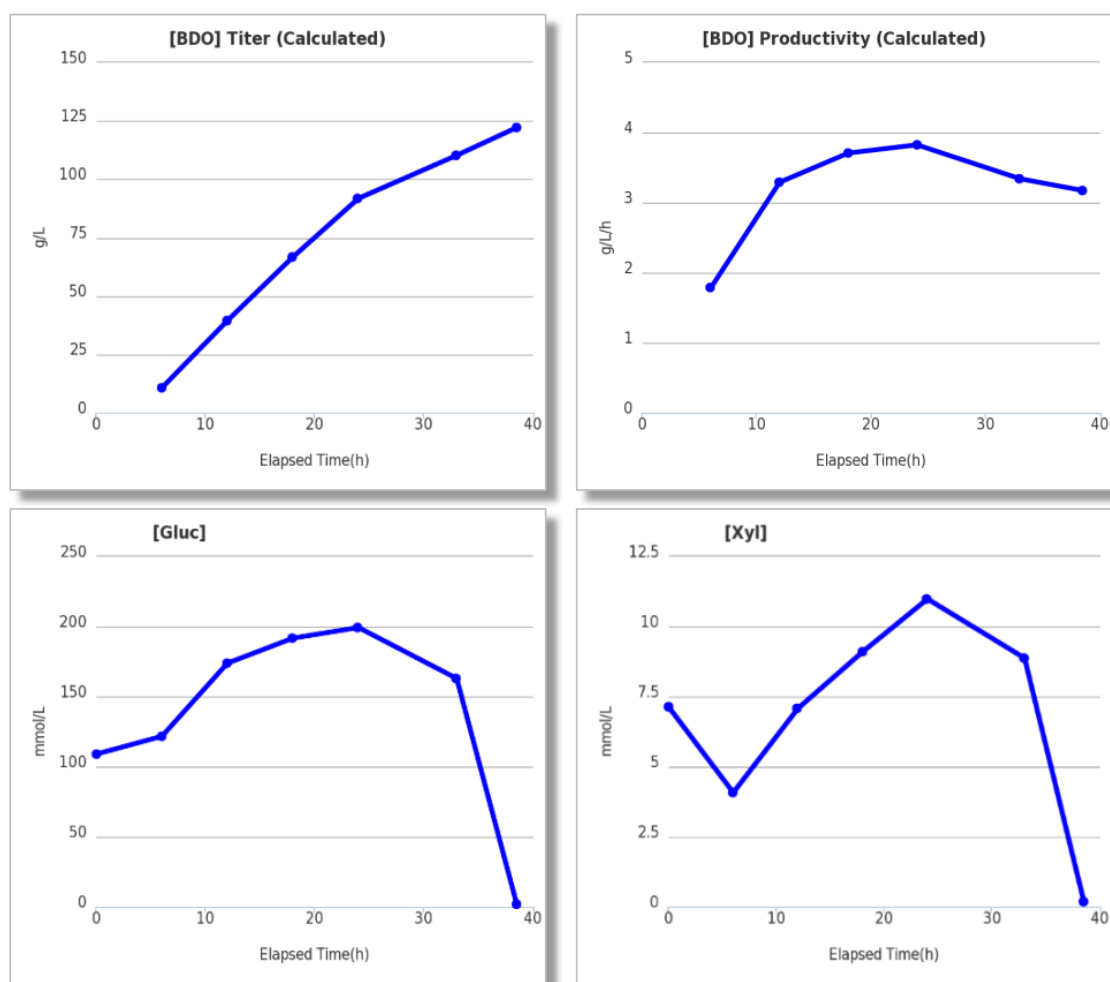 [BDO] Titer (Calculated)
150
125
100
75
50
25
0
g/L
0 10 20 30 40
Elapsed Time(h)
[BDO] Productivity (Calculated)
5
4
3
2
1
0
g/L/h
0 10 20 30 40
Elapsed Time(h)
[Gluc]
250
200
150
100
50
0
mmol/L
0 10 20 30 40
Elapsed Time(h)
[Xyl]
12.5
10
7.5
5
2.5
0
mmol/L
0 10 20 30 40
Elapsed Time(h)